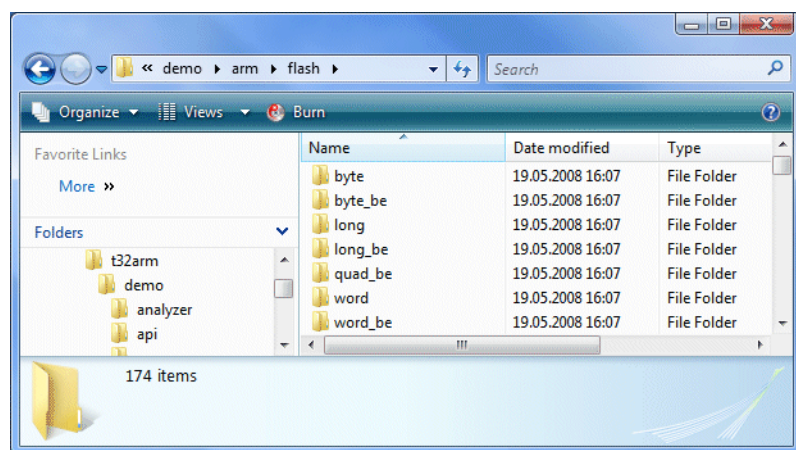 « demo ▸ arm ▸ flash ▸ Search
Organize Views Burn
Favorite Links
More »
Folders
t32arm
demo
analyzer
api
Name Date modified Type
byte 19.05.2008 16:07 File Folder
byte_be 19.05.2008 16:07 File Folder
long 19.05.2008 16:07 File Folder
long_be 19.05.2008 16:07 File Folder
quad_be 19.05.2008 16:07 File Folder
word 19.05.2008 16:07 File Folder
word_be 19.05.2008 16:07 File Folder
174 items